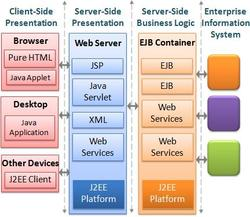 Client-Side
Presentation
Server-Side
Presentation
Server-Side
Business Logic
Enterprise
Information
System
Browser
Pure HTML
Java Applet
Desktop
Java
Application
Other Devices
J2EE Client
Web Server
JSP
Java
Servlet
XML
Web
Services
J2EE
Platform
EJB Container
EJB
EJB
Web
Services
Web
Services
J2EE
Platform